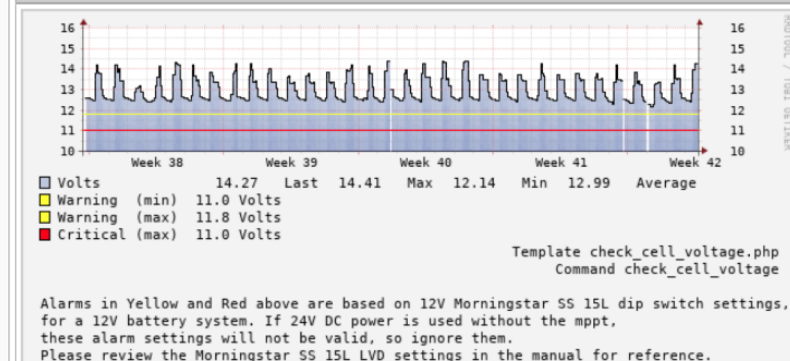 16 16
15 15
14 14
13 13
12 12
11 11
10 10
Week 38 Week 39 Week 40 Week 41 Week 42
Volts 14.27 Last 14.41 Max 12.14 Min 12.99 Average
Warning (min) 11.0 Volts
Warning (max) 11.8 Volts
Critical (max) 11.0 Volts
Template check_cell_voltage.php
Command check_cell_voltage
Alarms in Yellow and Red above are based on 12V Morningstar SS 15L dip switch settings,
for a 12V battery system. If 24V DC power is used without the mppt,
these alarm settings will not be valid, so ignore them.
Please review the Morningstar SS 15L LVD settings in the manual for reference.